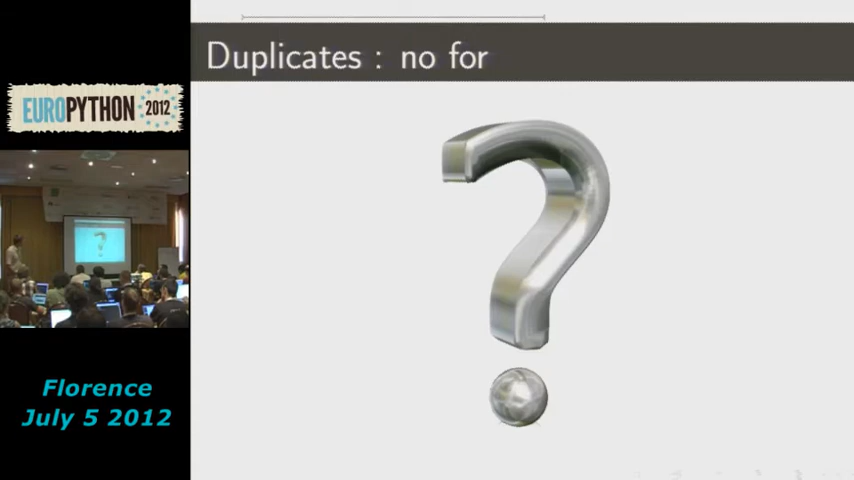 Duplicates : no for
EUROPYTHON 2012
Florence
July 5 2012